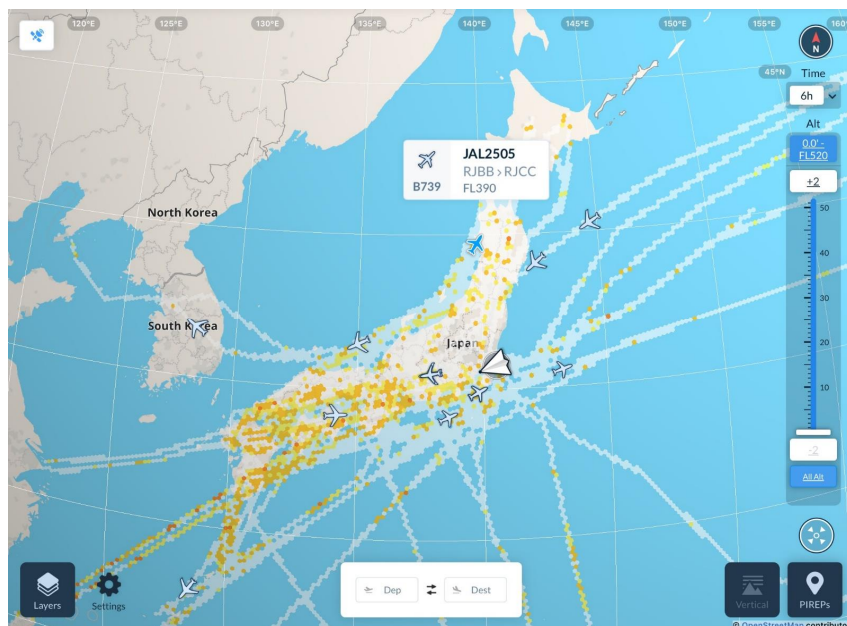 120°E
125°E
130°E
135°E
140°E
145°E
150°E
155°E
160°
N
45°N
Time
6h
Alt
0.0' -
FL520
+2
50
40
30
20
10
-2
All Alt
JAL2505
RJBB › RJCC
B739
FL390
North Korea
South Korea
Japan
Layers
Settings
Dep
Dest
Vertical
PIREPs
© OpenStreetMap contributo